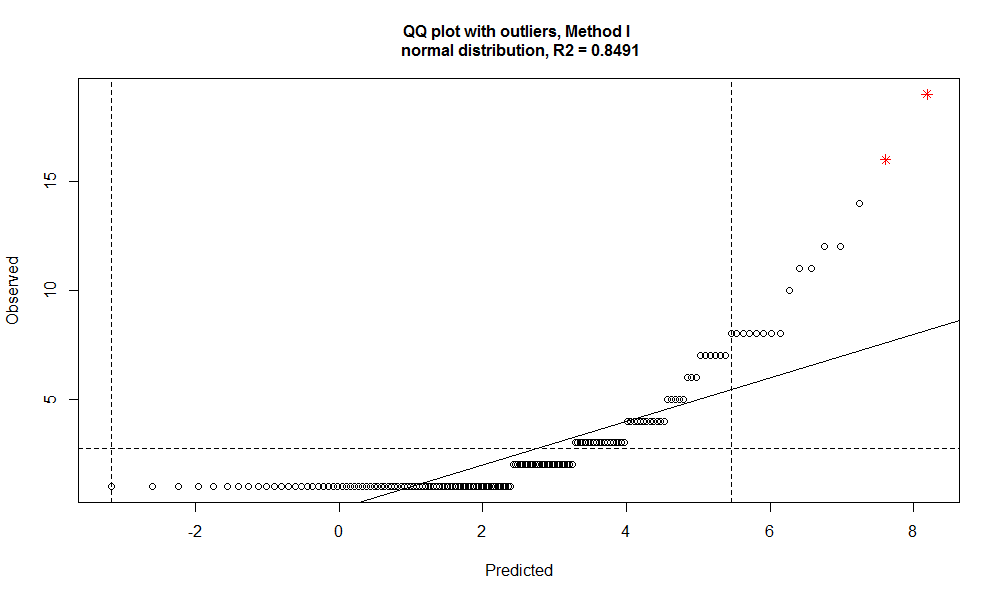 QQ plot with outliers, Method I
normal distribution, R2 = 0.8491
Observed
15
10
5
-2 0 2 4 6 8
Predicted